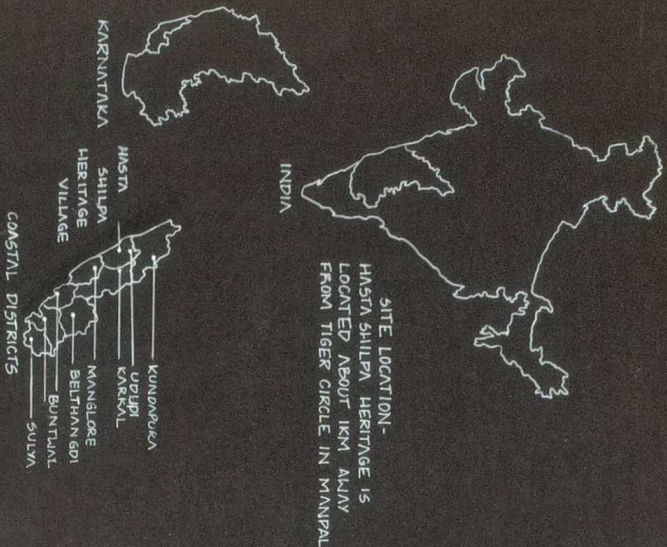 INDIA
SITE LOCATION-
HASTA SHILPA HERITAGE IS
LOCATED ABOUT 1KM AWAY
FROM TIGER CIRCLE IN MANPAL
KARNATAKA
HASTA
SHILPA
HERITAGE
VILLAGE
KUNDAPURA
UDUPI
KARKAL
MANGLORE
BELTHANGDI
BUNTWAL
SULYA
COASTAL DISTRICTS